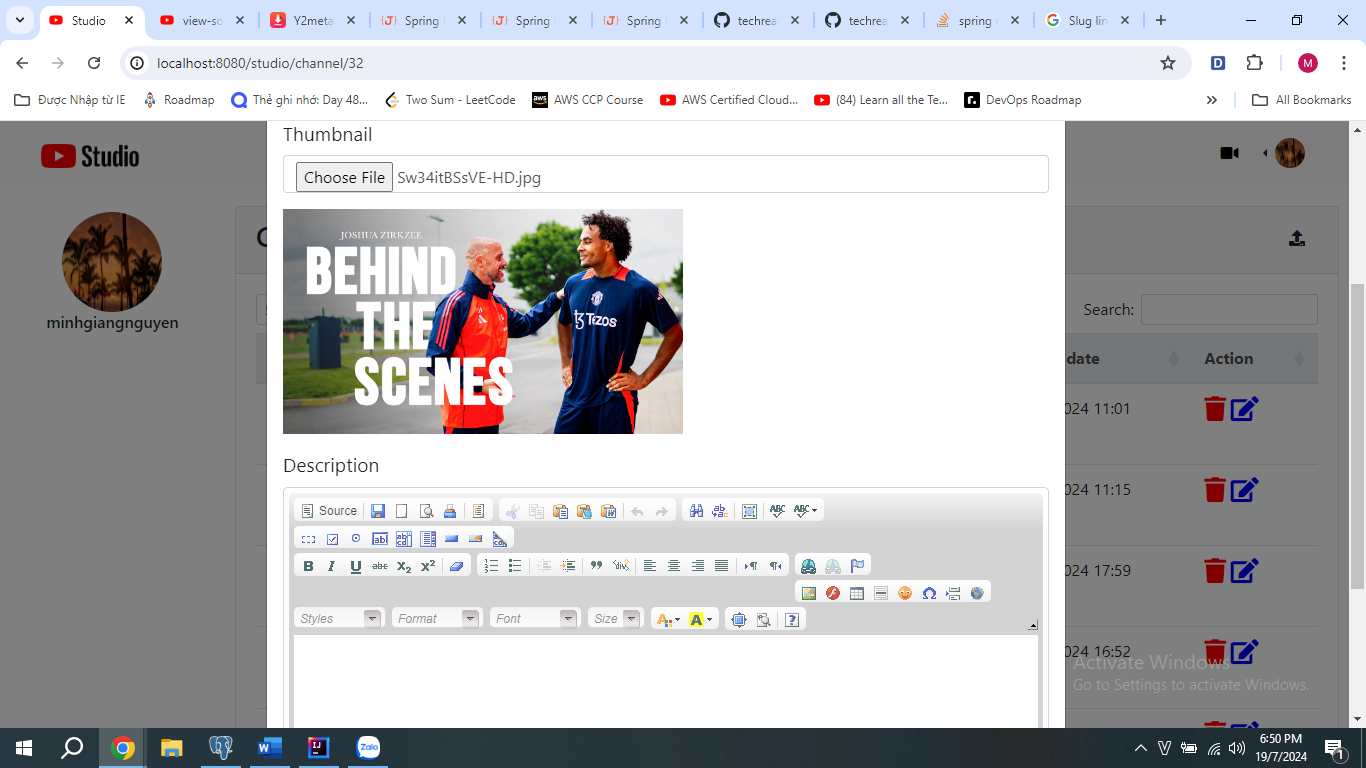 Studio
view-so
Y2meta
Spring
Spring
Spring
techrea
techrea
spring r
Slug lin
localhost:8080/studio/channel/32
M
Được Nhập từ IE
Roadmap
Thẻ ghi nhớ: Day 48...
Two Sum - LeetCode
aws
AWS CCP Course
AWS Certified Cloud...
(84) Learn all the Te...
r.
DevOps Roadmap
All Bookmarks
Studio
minhgiangnguyen
Thumbnail
Choose File Sw34itBSsVE-HD.jpg
JOSHUA ZIRKZEE
BEHIND
THE
SCENES
TEZOS
Search:
date Action
024 11:01
024 11:15
024 17:59
024 16:52
Description
Source
ABC ABC
B I U abc X₂ X² div
Styles Format Font Size A A ?
Activate Windows
Go to Settings to activate Windows.
W
IJ
Zalo
V
6:50 PM
19/7/2024
1